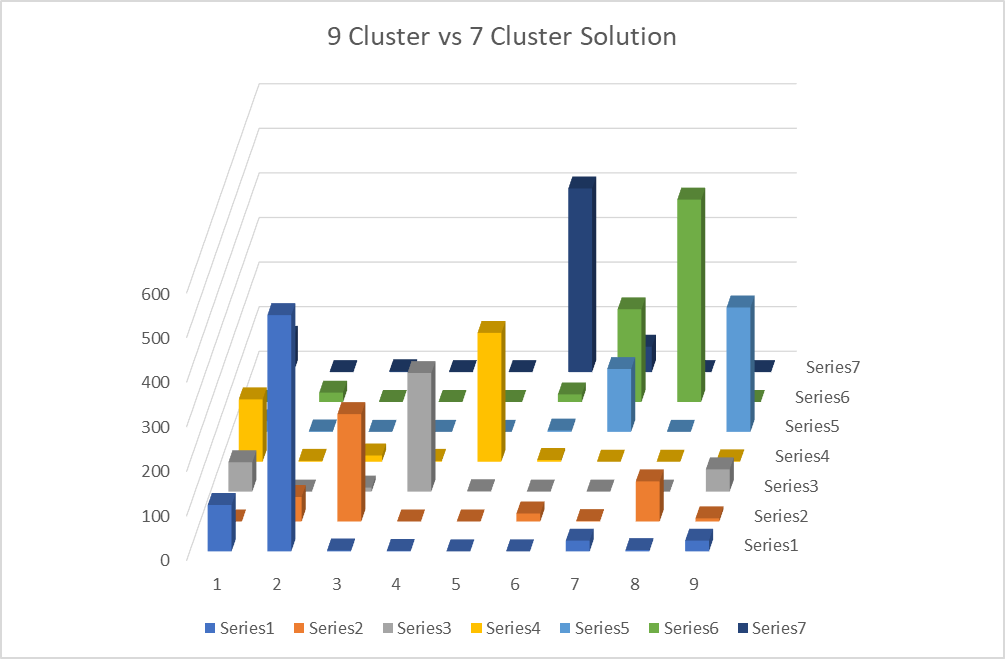 9 Cluster vs 7 Cluster Solution
600
500
400
300
200
100
0
Series7
Series6
Series5
Series4
Series3
Series2
Series1
1 2 3 4 5 6 7 8 9
Series1 Series2 Series3 Series4 Series5 Series6 Series7